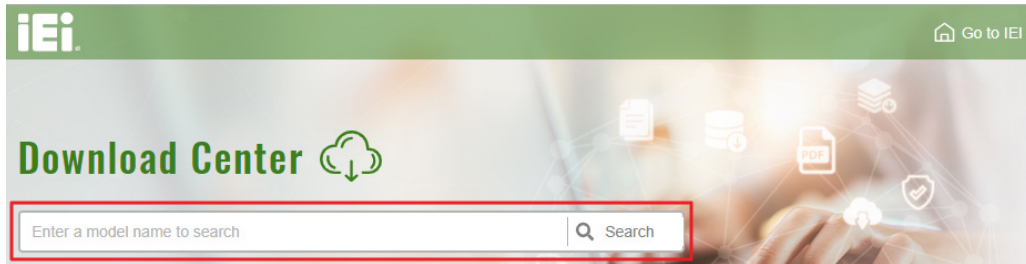 iEi
Go to IEI
Download Center
PDF
Enter a model name to search
Search